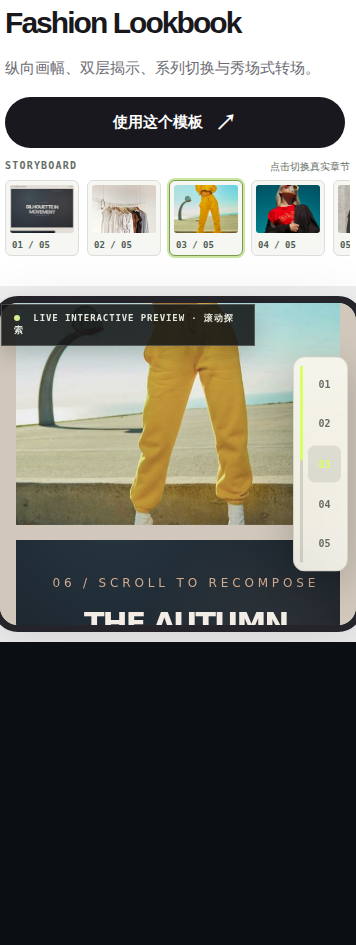 Fashion Lookbook
纵向画幅、双层揭示、系列切换与秀场式转场。
使用这个模板 ↗
STORYBOARD
点击切换真实章节
SILHOUETTE IN
MOVEMENT
01 / 05
02 / 05
03 / 05
04 / 05
05
LIVE INTERACTIVE PREVIEW · 滚动探
索
01
02
03
04
05
06 / SCROLL TO RECOMPOSE
THE AUTUMN